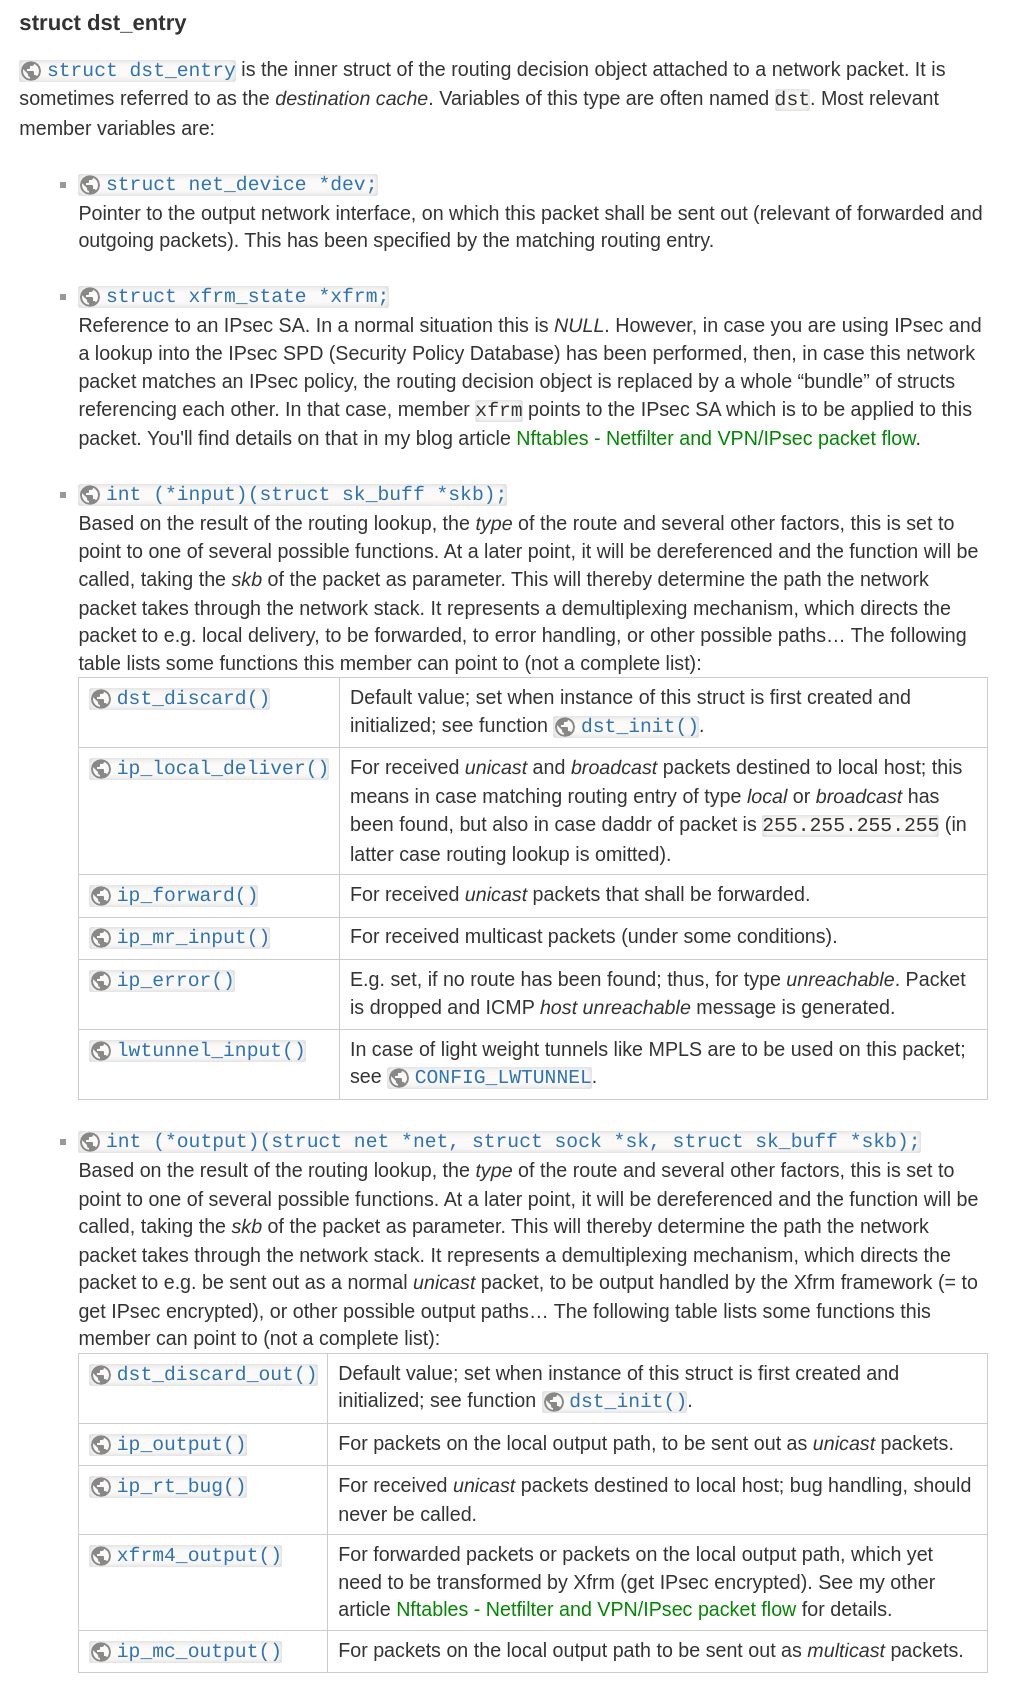 struct dst_entry
struct dst_entry is the inner struct of the routing decision object attached to a network packet. It is
sometimes referred to as the destination cache. Variables of this type are often named dst. Most relevant
member variables are:
struct net_device *dev;
Pointer to the output network interface, on which this packet shall be sent out (relevant of forwarded and
outgoing packets). This has been specified by the matching routing entry.
struct xfrm_state *xfrm;
Reference to an IPsec SA. In a normal situation this is NULL. However, in case you are using IPsec and
a lookup into the IPsec SPD (Security Policy Database) has been performed, then, in case this network
packet matches an IPsec policy, the routing decision object is replaced by a whole “bundle” of structs
referencing each other. In that case, member xfrm points to the IPsec SA which is to be applied to this
packet. You'll find details on that in my blog article Nftables - Netfilter and VPN/IPsec packet flow.
int (*input)(struct sk_buff *skb);
Based on the result of the routing lookup, the type of the route and several other factors, this is set to
point to one of several possible functions. At a later point, it will be dereferenced and the function will be
called, taking the skb of the packet as parameter. This will thereby determine the path the network
packet takes through the network stack. It represents a demultiplexing mechanism, which directs the
packet to e.g. local delivery, to be forwarded, to error handling, or other possible paths… The following
table lists some functions this member can point to (not a complete list):
dst_discard() Default value; set when instance of this struct is first created and
initialized; see function dst_init().
ip_local_deliver() For received unicast and broadcast packets destined to local host; this
means in case matching routing entry of type local or broadcast has
been found, but also in case daddr of packet is 255.255.255.255 (in
latter case routing lookup is omitted).
ip_forward() For received unicast packets that shall be forwarded.
ip_mr_input() For received multicast packets (under some conditions).
ip_error() E.g. set, if no route has been found; thus, for type unreachable. Packet
is dropped and ICMP host unreachable message is generated.
lwtunnel_input() In case of light weight tunnels like MPLS are to be used on this packet;
see CONFIG_LWTUNNEL.
int (*output)(struct net *net, struct sock *sk, struct sk_buff *skb);
Based on the result of the routing lookup, the type of the route and several other factors, this is set to
point to one of several possible functions. At a later point, it will be dereferenced and the function will be
called, taking the skb of the packet as parameter. This will thereby determine the path the network
packet takes through the network stack. It represents a demultiplexing mechanism, which directs the
packet to e.g. be sent out as a normal unicast packet, to be output handled by the Xfrm framework (= to
get IPsec encrypted), or other possible output paths… The following table lists some functions this
member can point to (not a complete list):
dst_discard_out() Default value; set when instance of this struct is first created and
initialized; see function dst_init().
ip_output() For packets on the local output path, to be sent out as unicast packets.
ip_rt_bug() For received unicast packets destined to local host; bug handling, should
never be called.
xfrm4_output() For forwarded packets or packets on the local output path, which yet
need to be transformed by Xfrm (get IPsec encrypted). See my other
article Nftables - Netfilter and VPN/IPsec packet flow for details.
ip_mc_output() For packets on the local output path to be sent out as multicast packets.